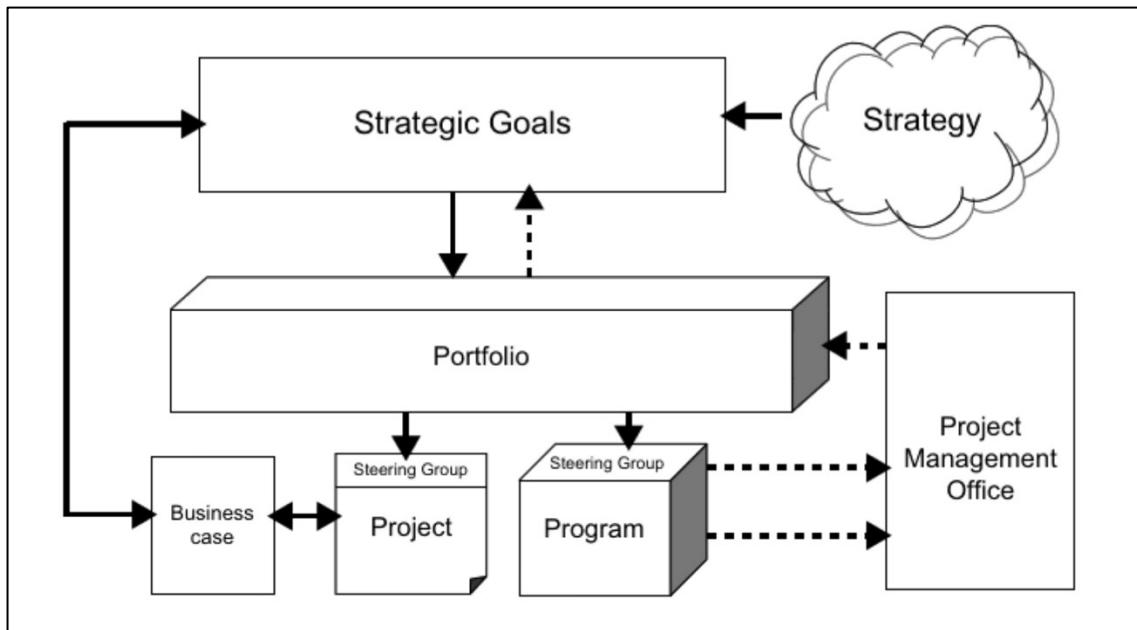 Strategic Goals
Strategy
Portfolio
Project
Management
Office
Steering Group
Project
Steering Group
Program
Business
case